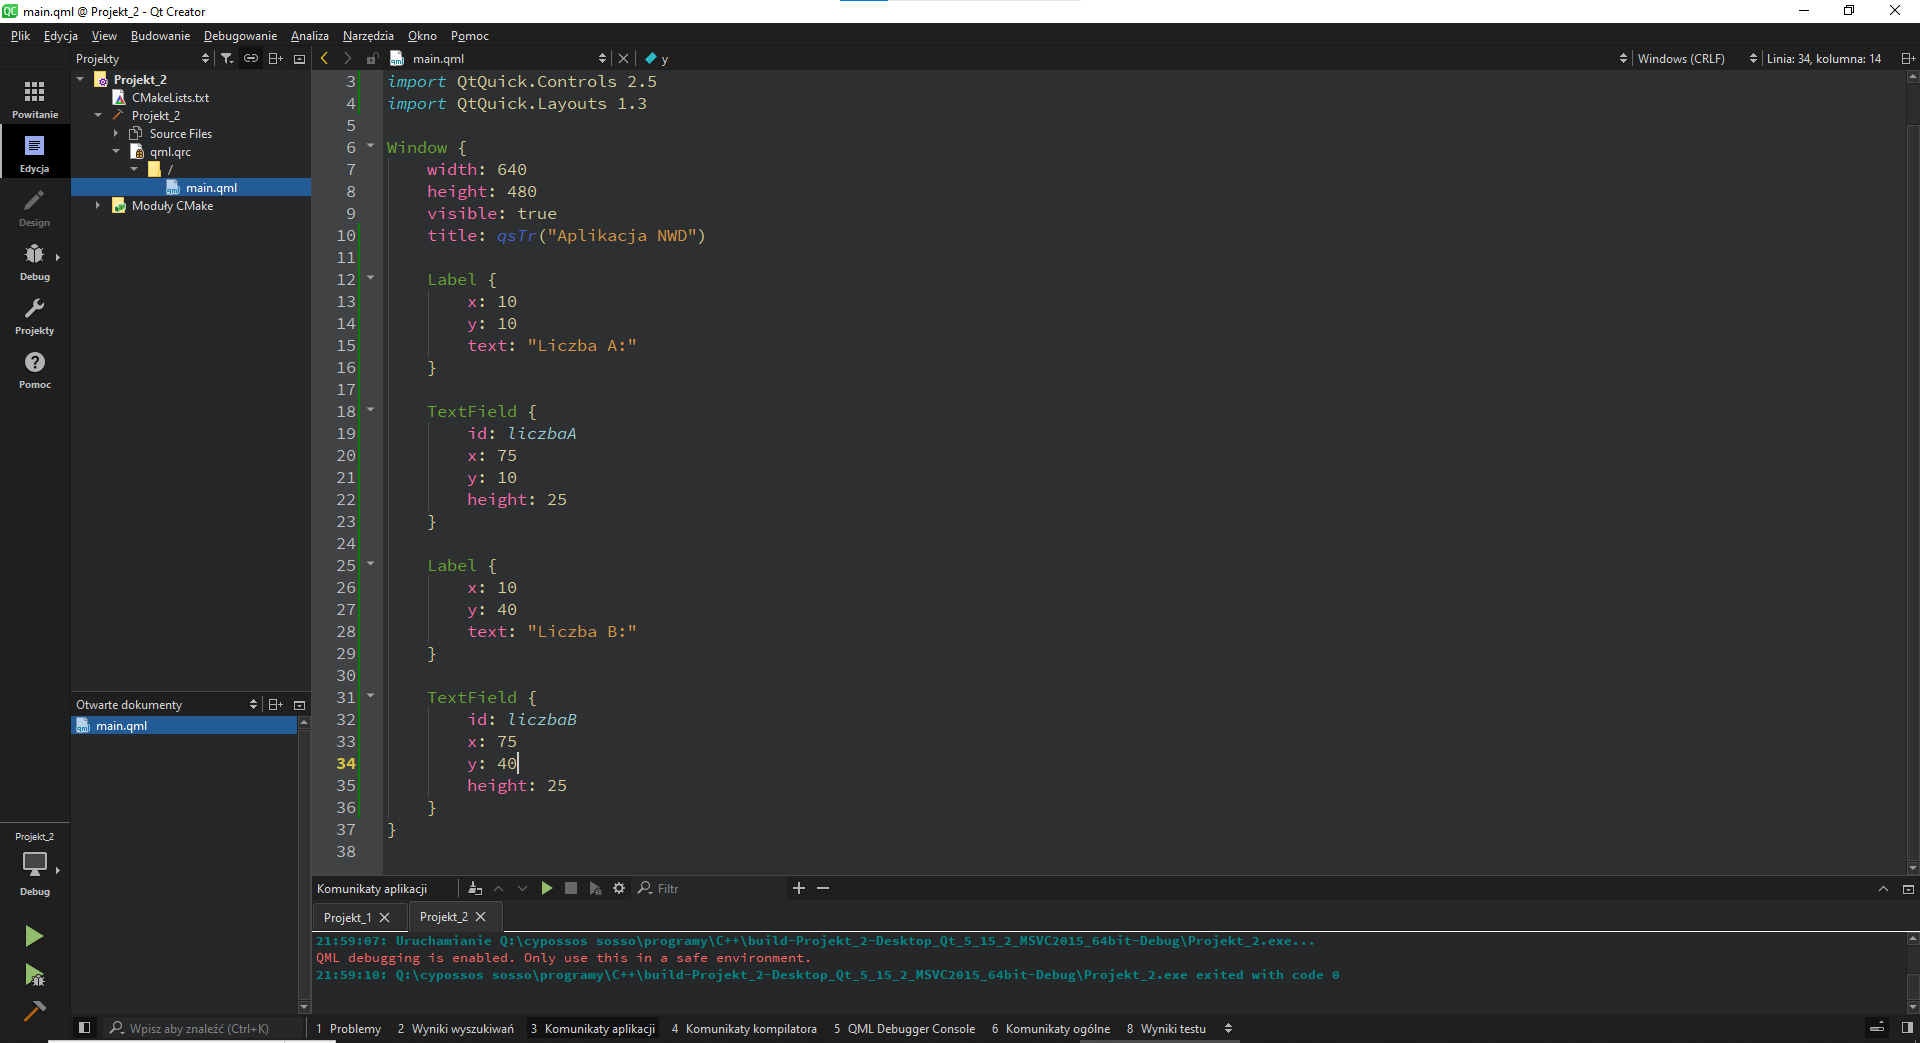 main.qml @ Projekt_2 - Qt Creator
Plik Edycja View Budowanie Debugowanie Analiza Narzędzia Okno Pomoc
Projekty
main.qml
y
Windows (CRLF)
Linia: 34, kolumna: 14
Powitanie
Edycja
Design
Debug
Projekty
Pomoc
Projekt_2
CMakeLists.txt
Projekt_2
Source Files
qml.qrc
/
main.qml
Moduły CMake
3 import QtQuick.Controls 2.5
4 import QtQuick.Layouts 1.3
5
6 Window {
7 width: 640
8 height: 480
9 visible: true
10 title: qsTr("Aplikacja NWD")
11
12 Label {
13 x: 10
14 y: 10
15 text: "Liczba A:"
16 }
17
18 TextField {
19 id: liczbaA
20 x: 75
21 y: 10
22 height: 25
23 }
24
25 Label {
26 x: 10
27 y: 40
28 text: "Liczba B:"
29 }
30
31 TextField {
32 id: liczbaB
33 x: 75
34 y: 40
35 height: 25
36 }
37 }
38
Otwarte dokumenty
main.qml
Projekt_2
Debug
Komunikaty aplikacji
Filtr
Projekt_1
Projekt_2
21:59:07: Uruchamianie Q:\cypossos sosso\programy\C++\build-Projekt_2-Desktop_Qt_5_15_2_MSVC2015_64bit-Debug\Projekt_2.exe...
QML debugging is enabled. Only use this in a safe environment.
21:59:10: Q:\cypossos sosso\programy\C++\build-Projekt_2-Desktop_Qt_5_15_2_MSVC2015_64bit-Debug\Projekt_2.exe exited with code 0
Wpisz aby znaleźć (Ctrl+K)
1 Problemy 2 Wyniki wyszukiwań 3 Komunikaty aplikacji 4 Komunikaty kompilatora 5 QML Debugger Console 6 Komunikaty ogólne 8 Wyniki testu